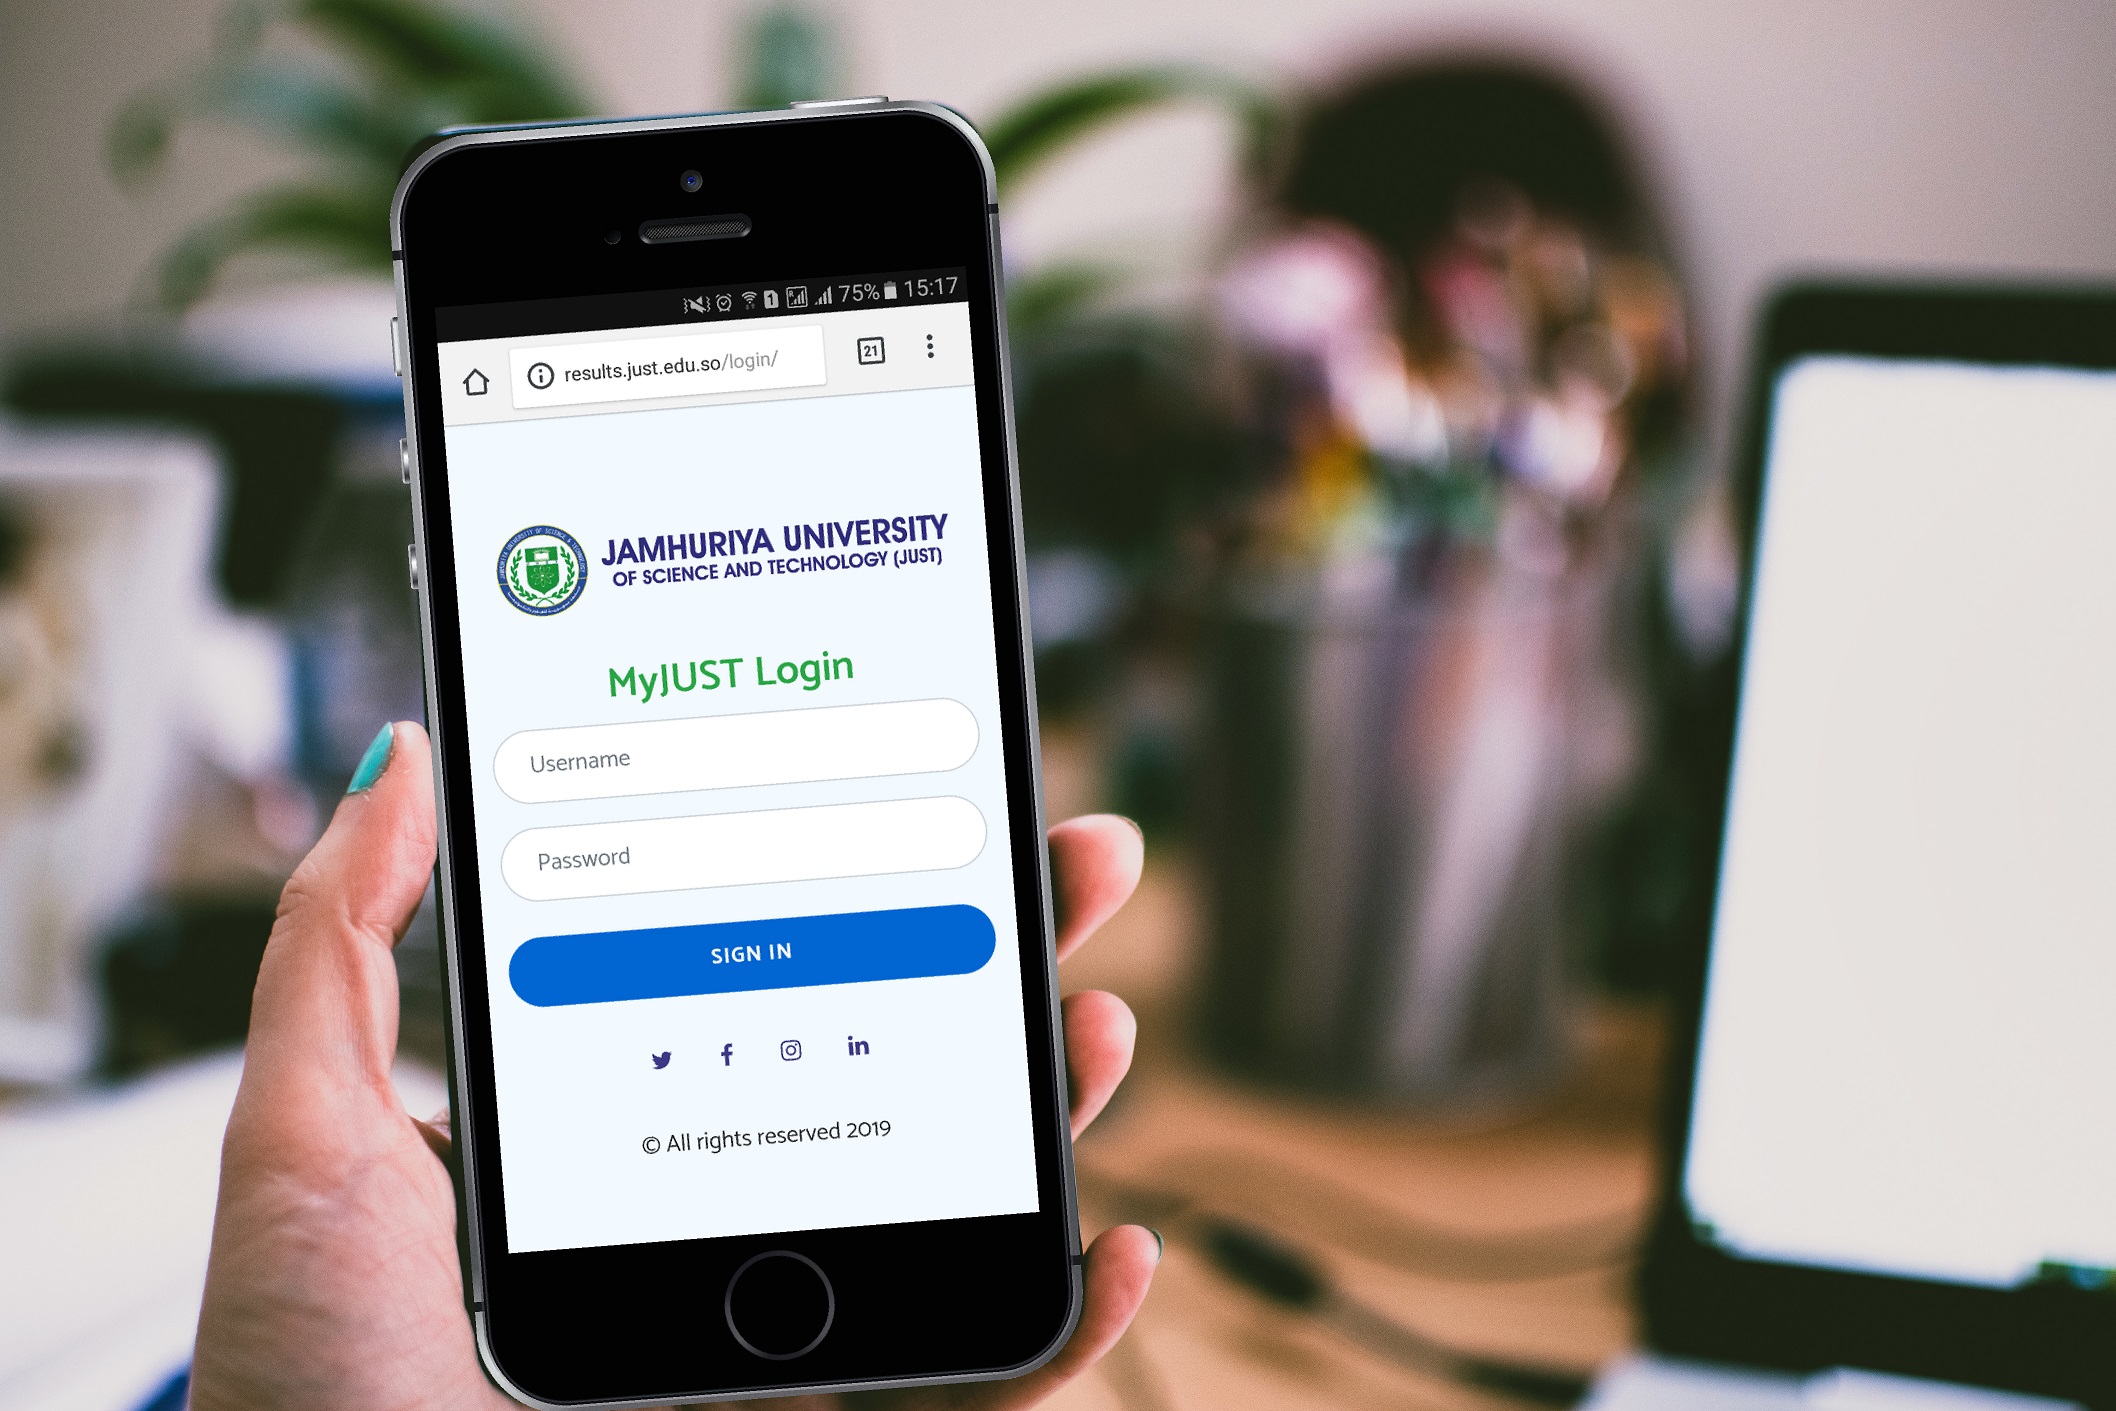 75% 15:17
results.just.edu.so/login/
21
JAMHURIYA UNIVERSITY
OF SCIENCE AND TECHNOLOGY (JUST)
MyJUST Login
Username
Password
SIGN IN
© All rights reserved 2019